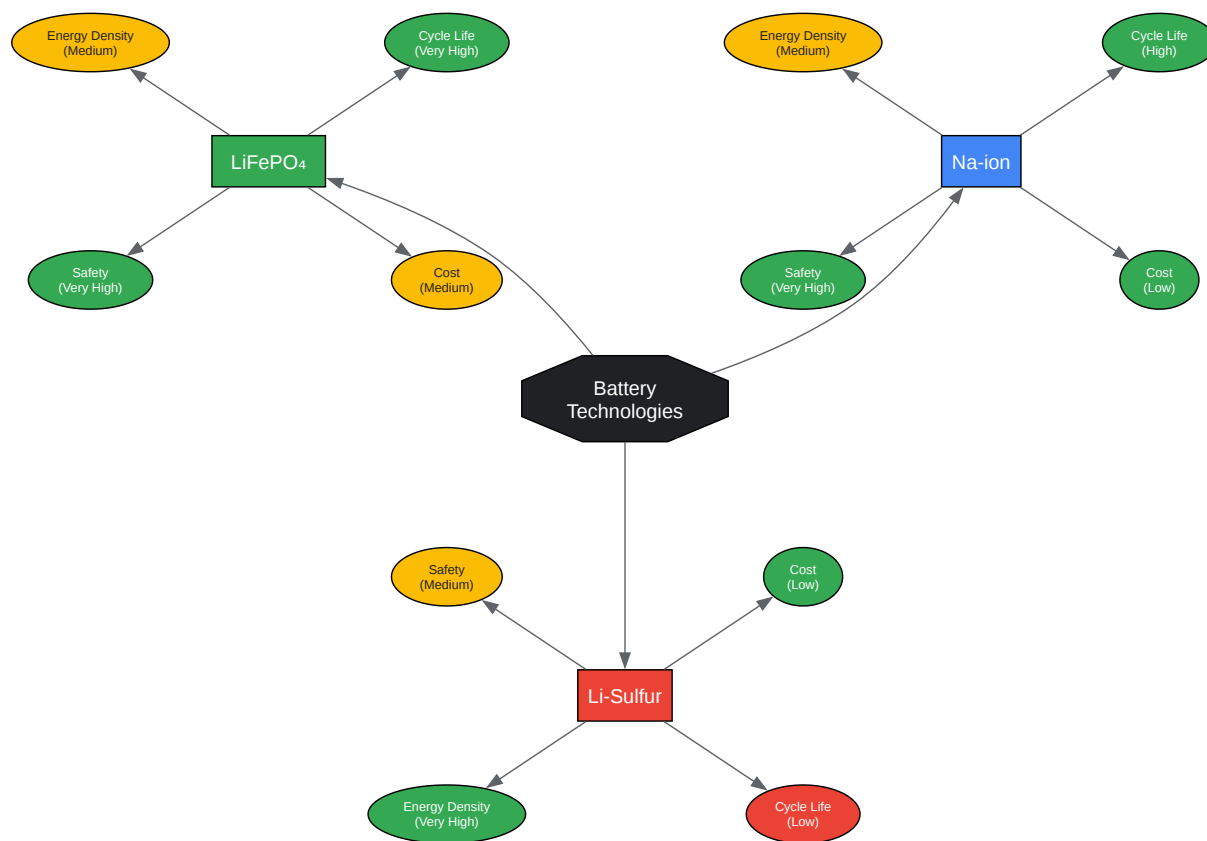 Energy Density
(Medium)
Cycle Life
(Very High)
LiFePO₄
Safety
(Very High)
Cost
(Medium)
Energy Density
(Medium)
Cycle Life
(High)
Na-ion
Safety
(Very High)
Cost
(Low)
Battery
Technologies
Safety
(Medium)
Cost
(Low)
Li-Sulfur
Energy Density
(Very High)
Cycle Life
(Low)